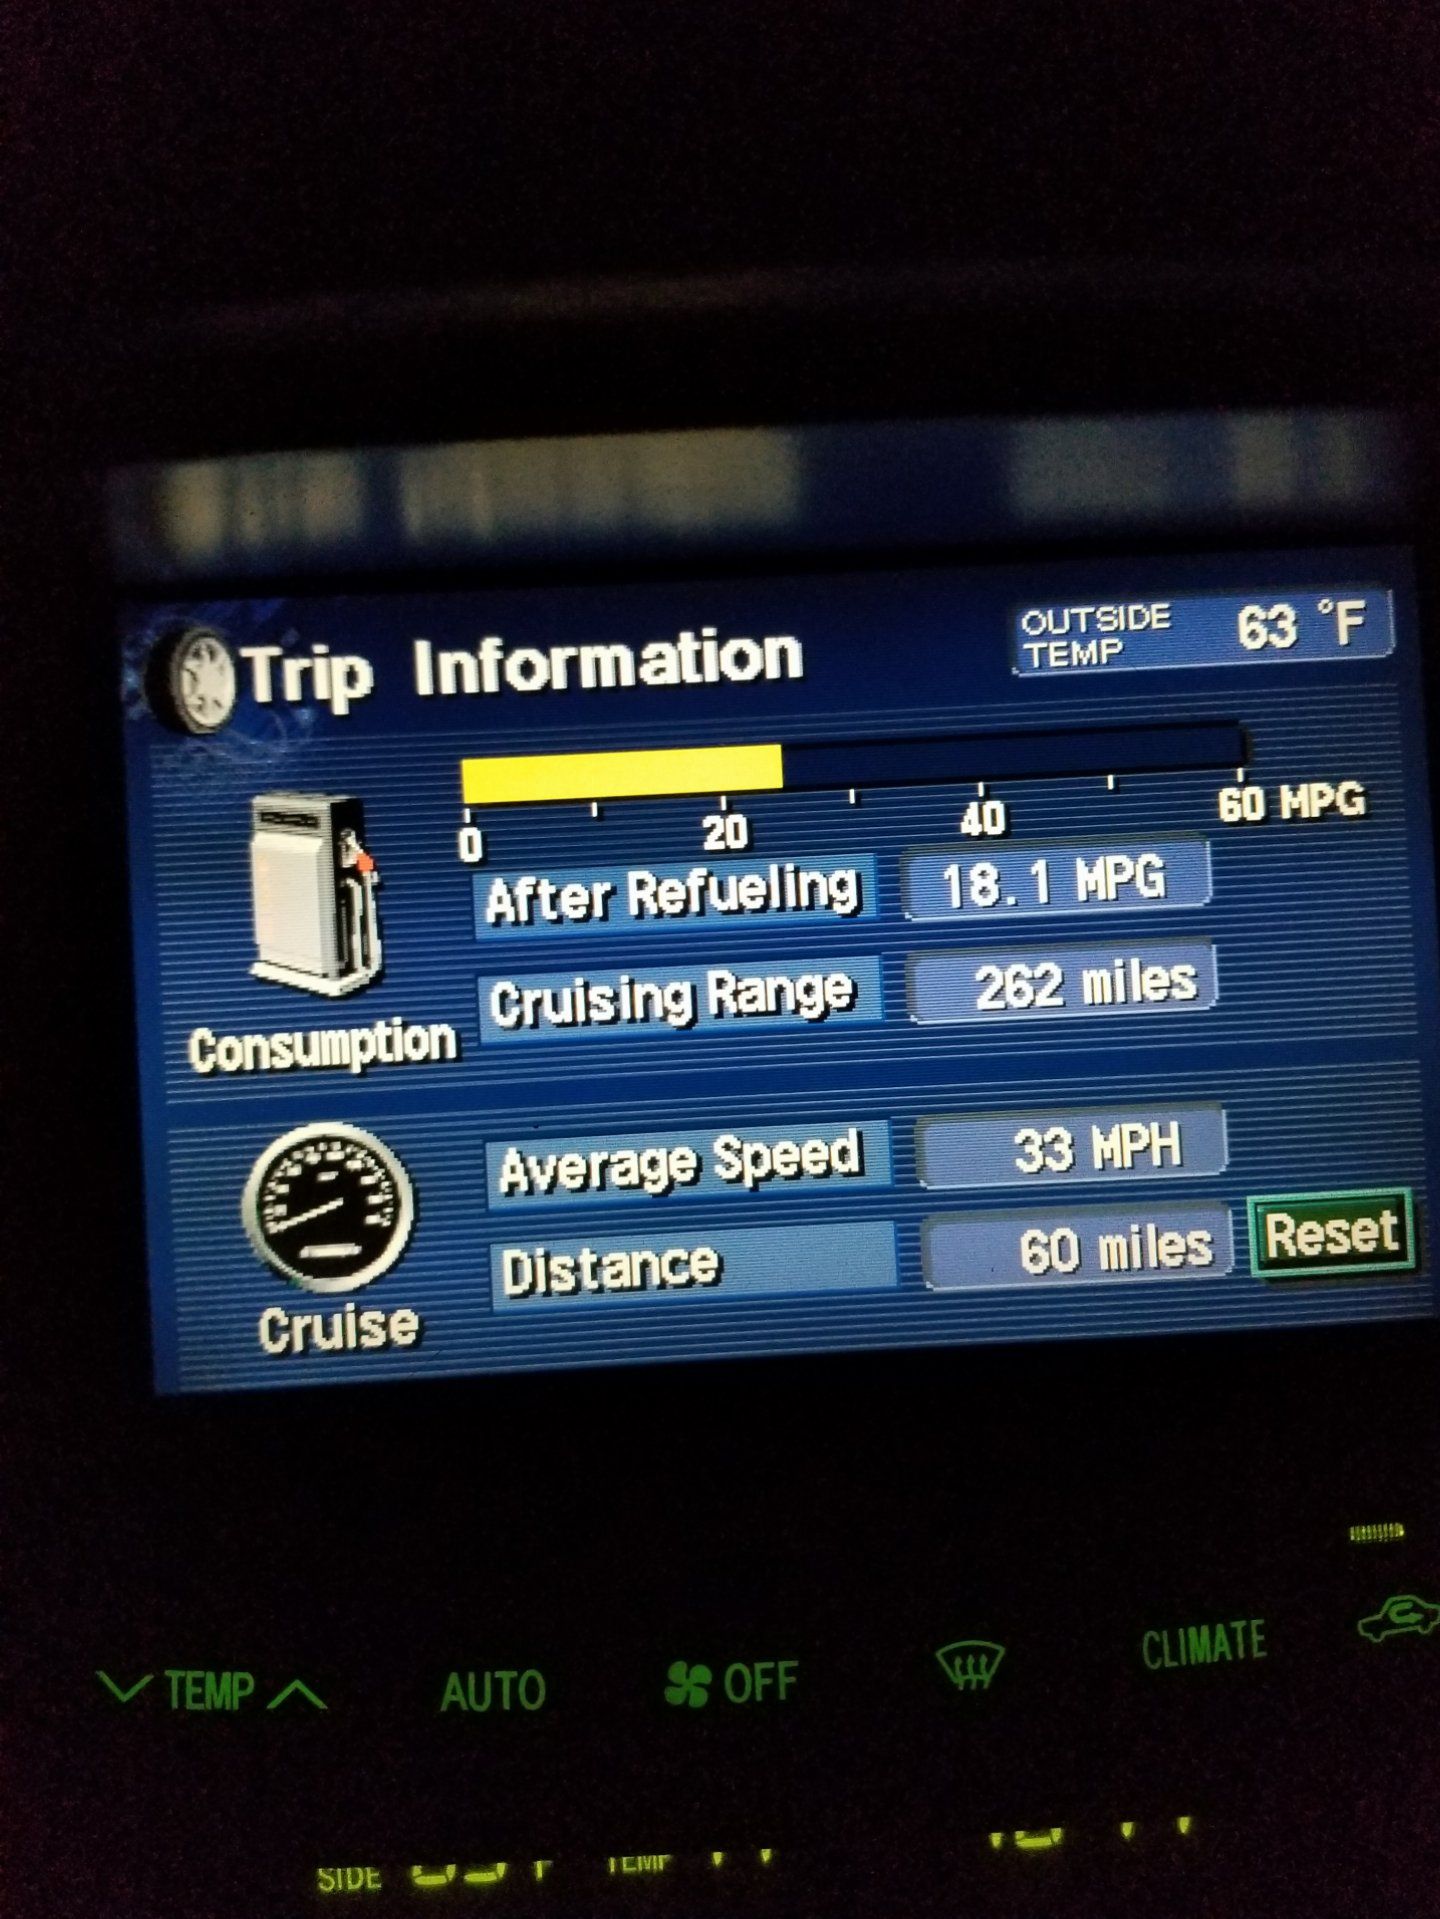 Trip Information
OUTSIDE TEMP 63 °F
0 20 40 60 MPG
After Refueling 18.1 MPG
Cruising Range 262 miles
Consumption
Average Speed 33 MPH
Distance 60 miles Reset
Cruise
TEMP AUTO OFF CLIMATE
SIDE TEMP